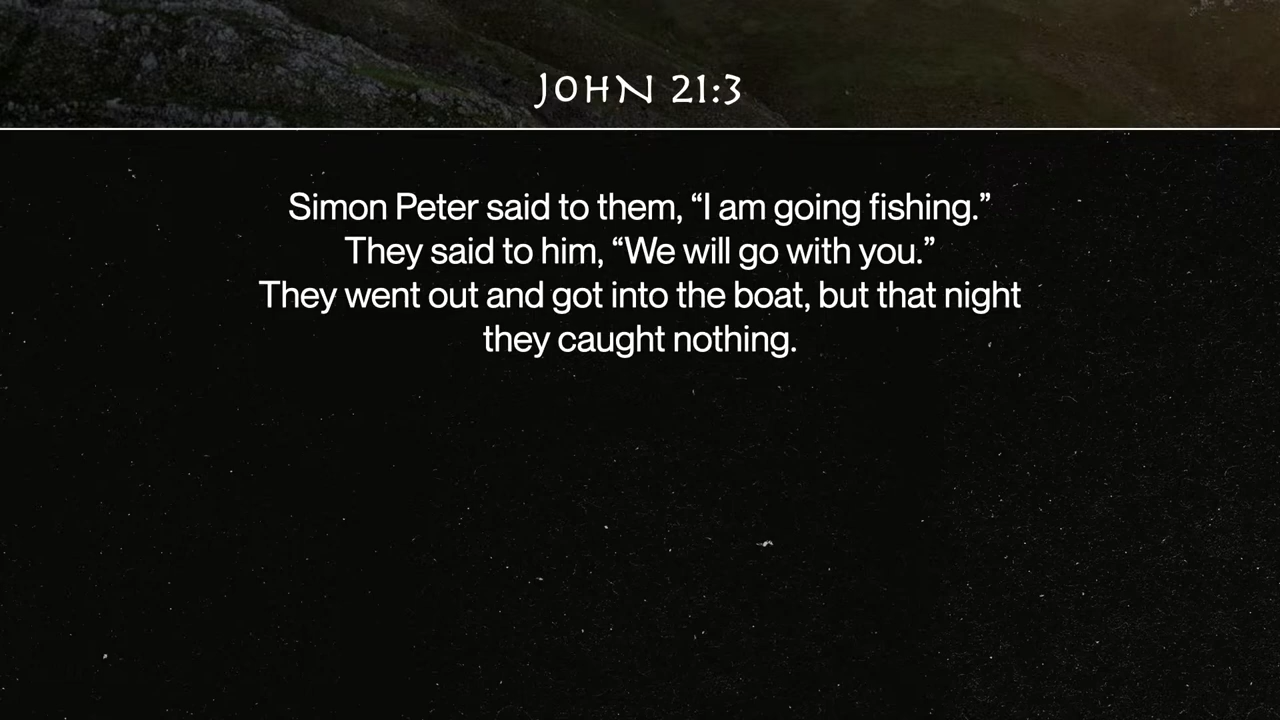 JOHN 21:3
Simon Peter said to them, “I am going fishing.”
They said to him, “We will go with you.”
They went out and got into the boat, but that night
they caught nothing.